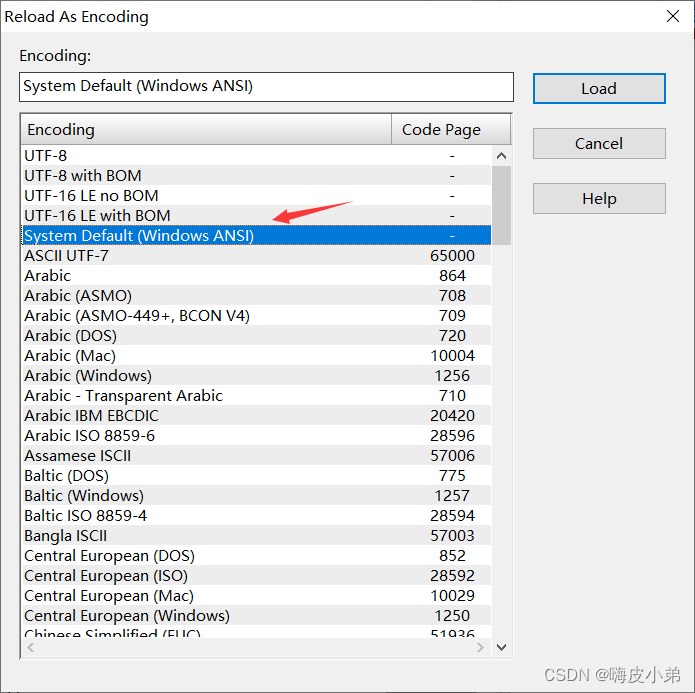 Reload As Encoding
Encoding:
System Default (Windows ANSI)
Load
Cancel
Help
Encoding Code Page
UTF-8 -
UTF-8 with BOM -
UTF-16 LE no BOM -
UTF-16 LE with BOM -
System Default (Windows ANSI) -
ASCII UTF-7 65000
Arabic 864
Arabic (ASMO) 708
Arabic (ASMO-449+, BCON V4) 709
Arabic (DOS) 720
Arabic (Mac) 10004
Arabic (Windows) 1256
Arabic - Transparent Arabic 710
Arabic IBM EBCDIC 20420
Arabic ISO 8859-6 28596
Assamese ISCII 57006
Baltic (DOS) 775
Baltic (Windows) 1257
Baltic ISO 8859-4 28594
Bangla ISCII 57003
Central European (DOS) 852
Central European (ISO) 28592
Central European (Mac) 10029
Central European (Windows) 1250
Chinese Simplified (EUC) 51936
CSDN @嗨皮小弟